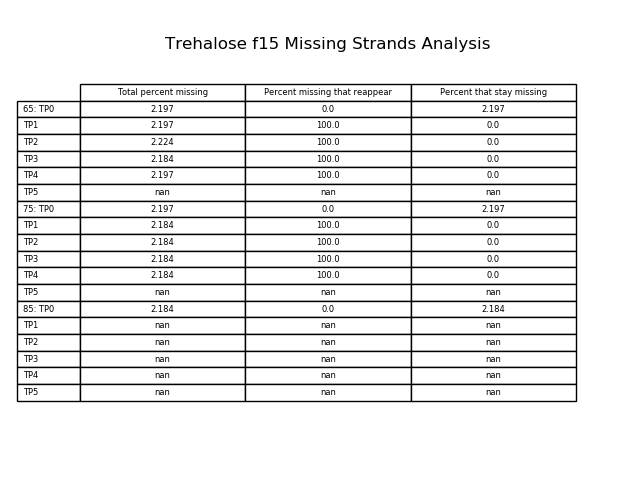 Trehalose f15 Missing Strands Analysis
Total percent missing Percent missing that reappear Percent that stay missing
65: TP0 2.197 0.0 2.197
TP1 2.197 100.0 0.0
TP2 2.224 100.0 0.0
TP3 2.184 100.0 0.0
TP4 2.197 100.0 0.0
TP5 nan nan nan
75: TP0 2.197 0.0 2.197
TP1 2.184 100.0 0.0
TP2 2.184 100.0 0.0
TP3 2.184 100.0 0.0
TP4 2.184 100.0 0.0
TP5 nan nan nan
85: TP0 2.184 0.0 2.184
TP1 nan nan nan
TP2 nan nan nan
TP3 nan nan nan
TP4 nan nan nan
TP5 nan nan nan